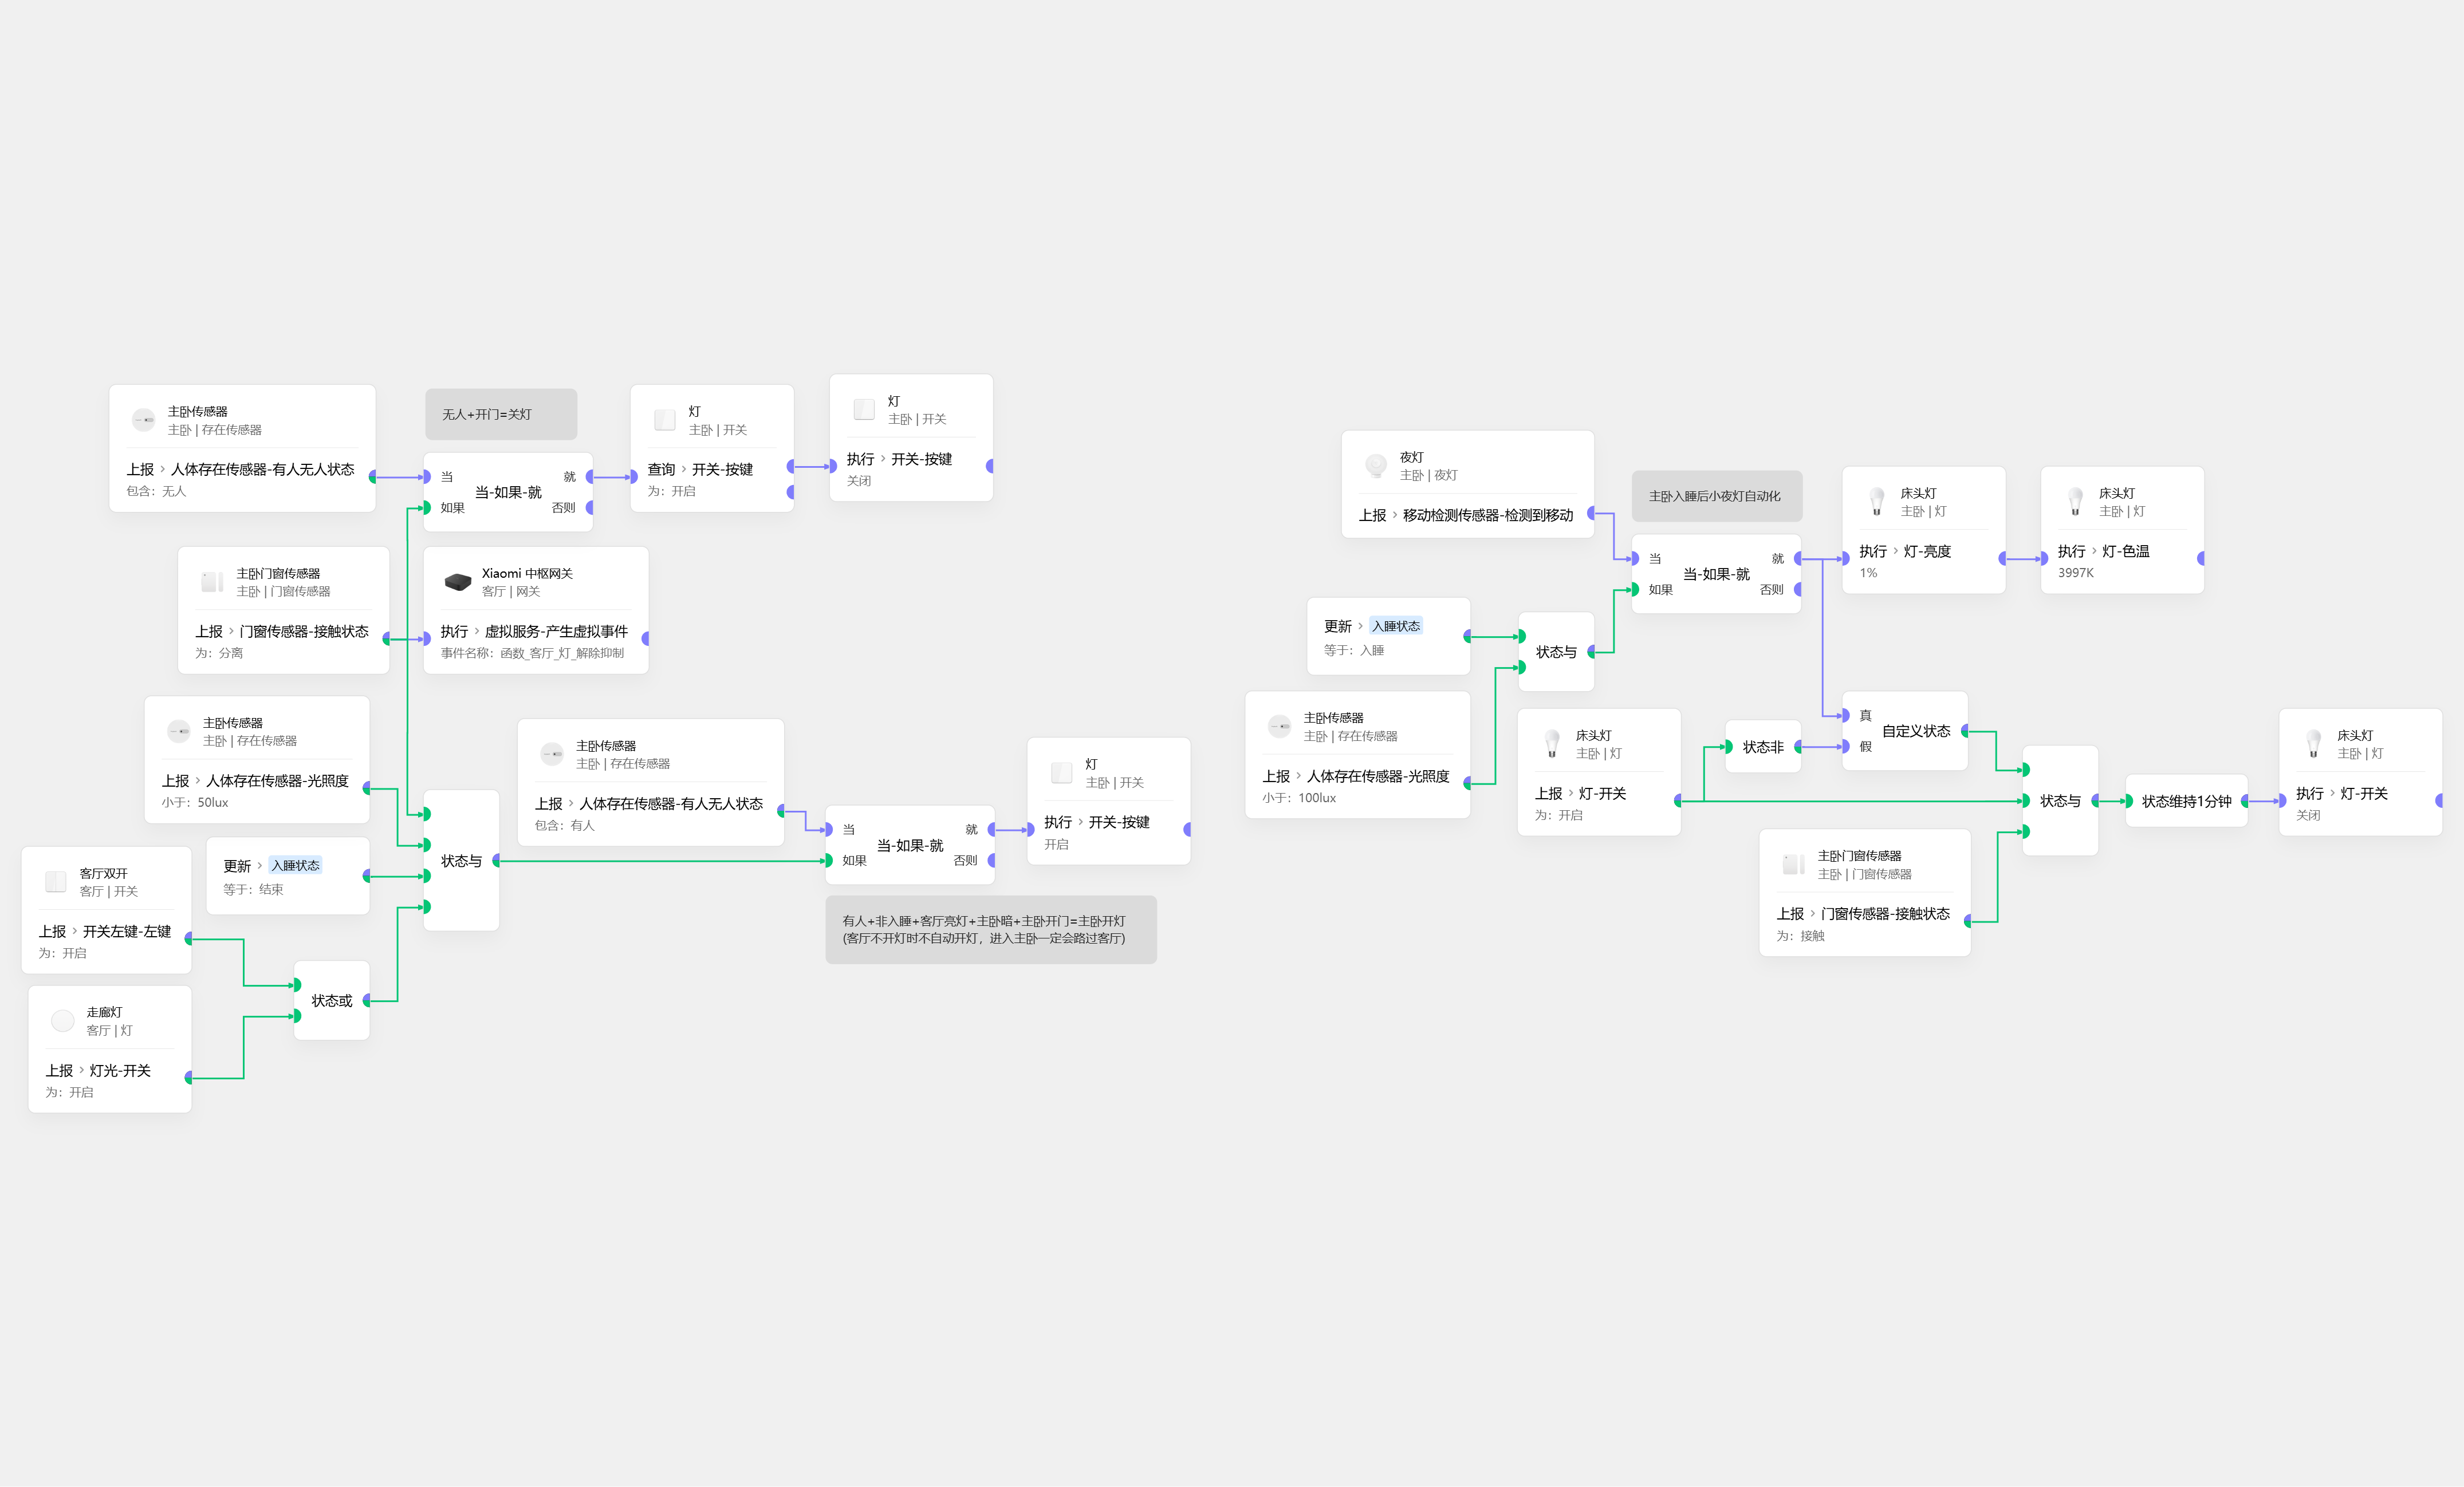 主卧传感器
主卧 | 存在传感器
上报 › 人体存在传感器-有人无人状态
包含：无人
无人+开门=关灯
当
就
当-如果-就
如果
否则
灯
主卧 | 开关
查询 › 开关-按键
为：开启
灯
主卧 | 开关
执行 › 开关-按键
关闭
主卧门窗传感器
主卧 | 门窗传感器
上报 › 门窗传感器-接触状态
为：分离
Xiaomi 中枢网关
客厅 | 网关
执行 › 虚拟服务-产生虚拟事件
事件名称：函数_客厅_灯_解除抑制
主卧传感器
主卧 | 存在传感器
上报 › 人体存在传感器-光照度
小于：50lux
更新 › 入睡状态
等于：结束
客厅双开
客厅 | 开关
上报 › 开关左键-左键
为：开启
走廊灯
客厅 | 灯
上报 › 灯光-开关
为：开启
状态或
状态与
主卧传感器
主卧 | 存在传感器
上报 › 人体存在传感器-有人无人状态
包含：有人
当
就
当-如果-就
如果
否则
灯
主卧 | 开关
执行 › 开关-按键
开启
有人+非入睡+客厅亮灯+主卧暗+主卧开门=主卧开灯
(客厅不开灯时不自动开灯，进入主卧一定会路过客厅)
夜灯
主卧 | 夜灯
上报 › 移动检测传感器-检测到移动
主卧入睡后小夜灯自动化
当
就
当-如果-就
如果
否则
床头灯
主卧 | 灯
执行 › 灯-亮度
1%
床头灯
主卧 | 灯
执行 › 灯-色温
3997K
更新 › 入睡状态
等于：入睡
状态与
主卧传感器
主卧 | 存在传感器
上报 › 人体存在传感器-光照度
小于：100lux
床头灯
主卧 | 灯
上报 › 灯-开关
为：开启
状态非
真
自定义状态
假
主卧门窗传感器
主卧 | 门窗传感器
上报 › 门窗传感器-接触状态
为：接触
状态与
状态维持1分钟
床头灯
主卧 | 灯
执行 › 灯-开关
关闭